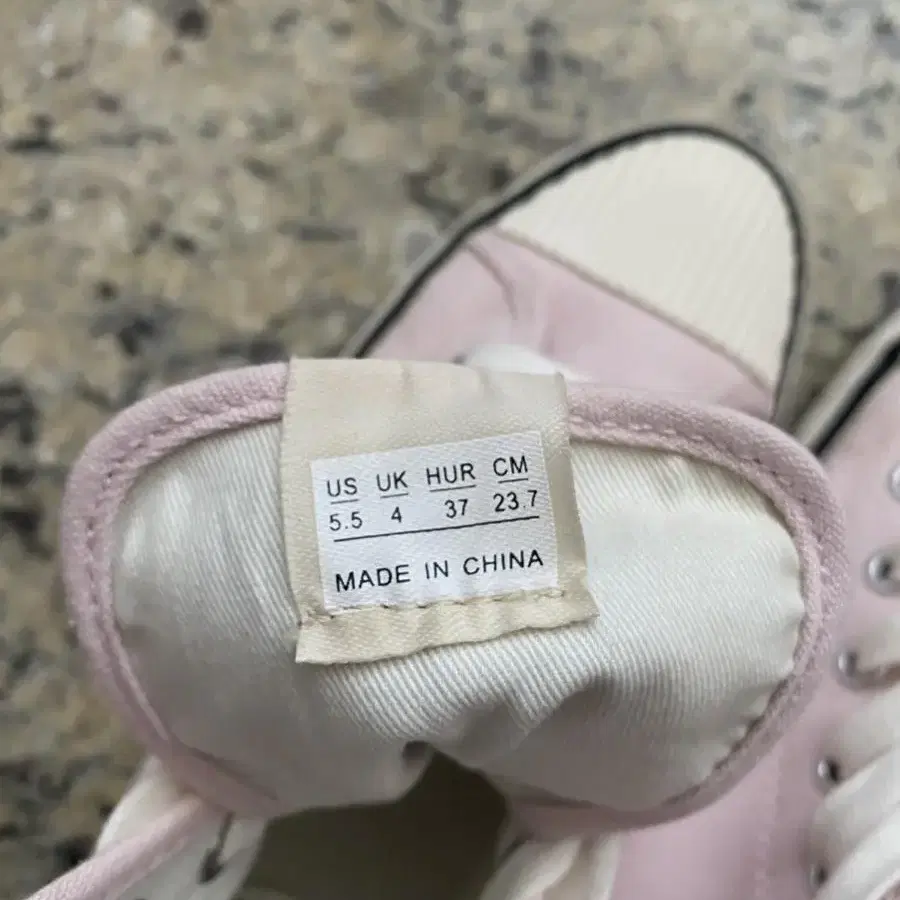 US UK HUR CM
5.5 4 37 23.7
MADE IN CHINA